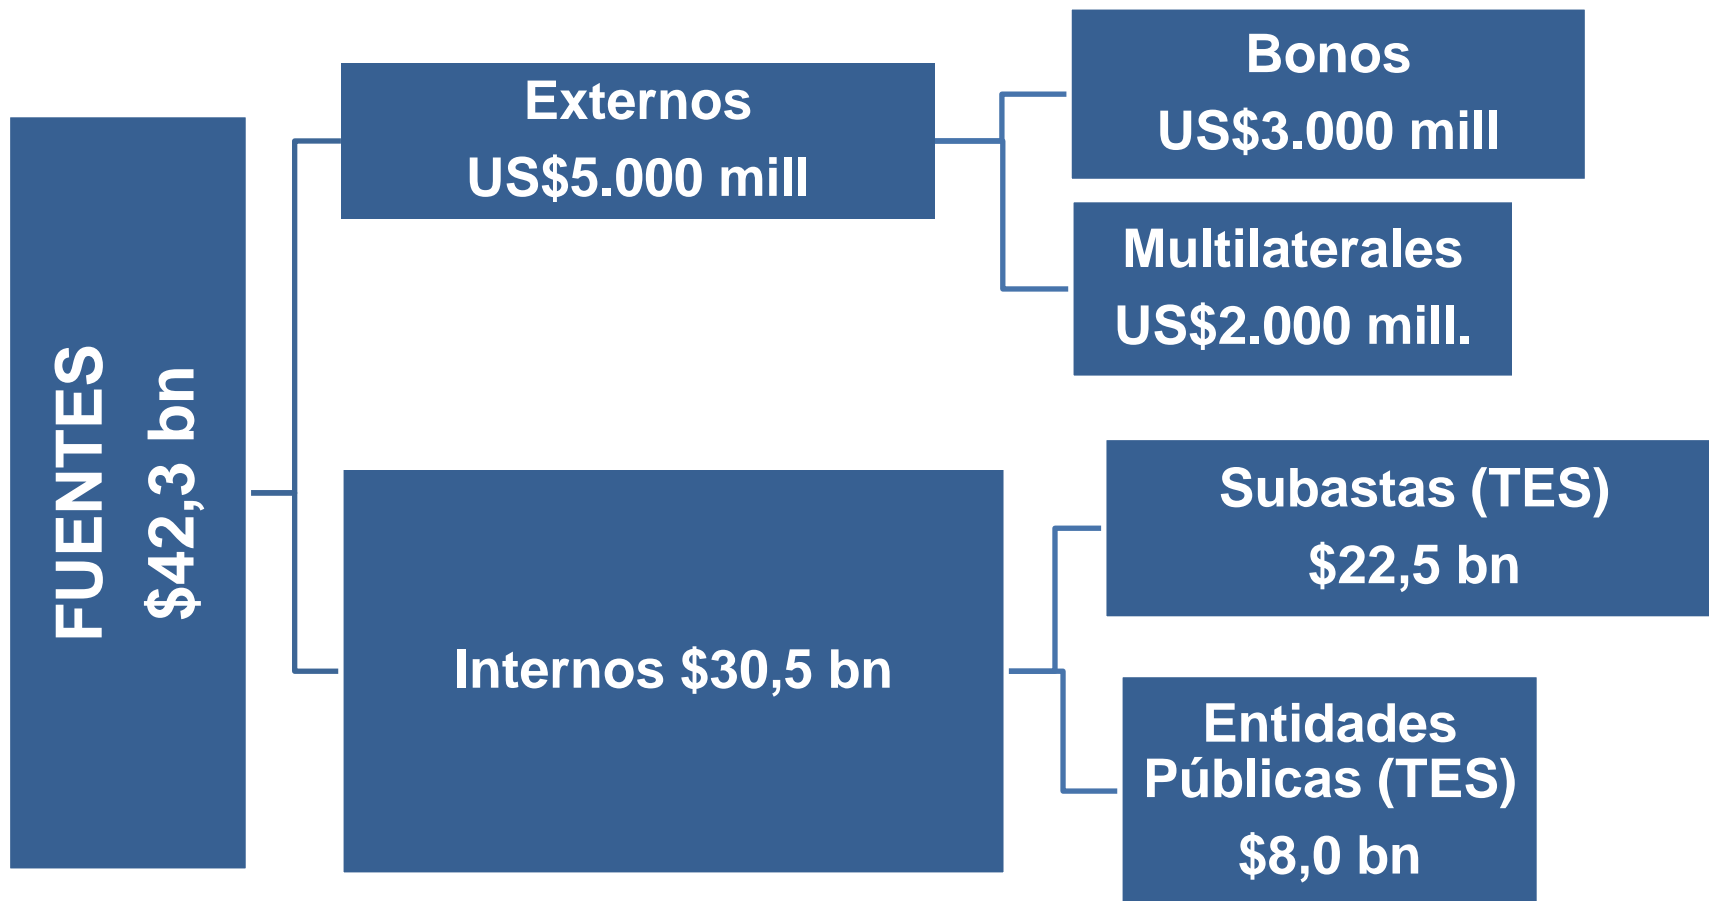 FUENTES
$42,3 bn
Externos
US$5.000 mill
Bonos
US$3.000 mill
Multilaterales
US$2.000 mill.
Internos $30,5 bn
Subastas (TES)
$22,5 bn
Entidades
Públicas (TES)
$8,0 bn